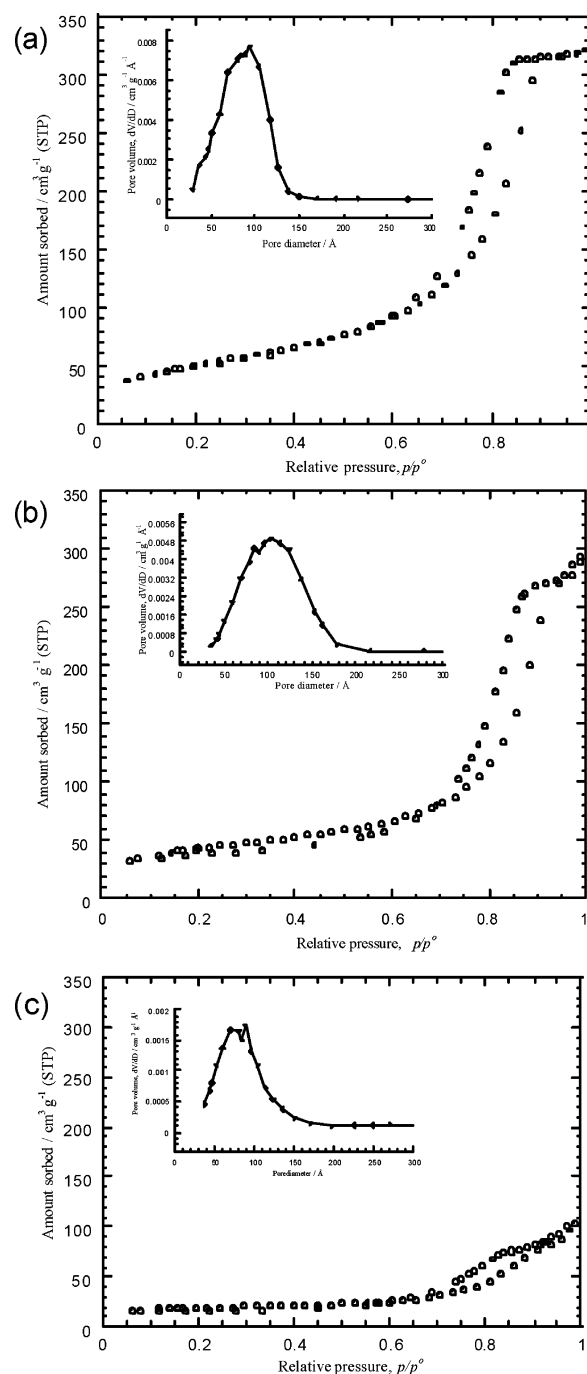 (a)
350
300
250
200
150
100
50
0
Amount sorbed / cm³ g⁻¹ (STP)
0 0.2 0.4 0.6 0.8
Relative pressure, p/pº
0.008
0.006
0.004
0.002
0
Pore volume, dV/dD / cm³ g⁻¹ Å⁻¹
0 50 100 150 200 250 300
Pore diameter / Å
(b)
350
300
250
200
150
100
50
0
Amount sorbed / cm³ g⁻¹ (STP)
0 0.2 0.4 0.6 0.8 1
Relative pressure, p/pº
0.0056
0.0048
0.004
0.0032
0.0024
0.0016
0.0008
0
Pore volume, dV/dD / cm³ g⁻¹ Å⁻¹
0 50 100 150 200 250 300
Pore diameter / Å
(c)
350
300
250
200
150
100
50
0
Amount sorbed / cm³ g⁻¹ (STP)
0 0.2 0.4 0.6 0.8 1
Relative pressure, p/pº
0.002
0.0015
0.001
0.0005
0
Pore volume, dV/dD / cm³ g⁻¹ Å¹
0 50 100 150 200 250 300
Porediameter / Å